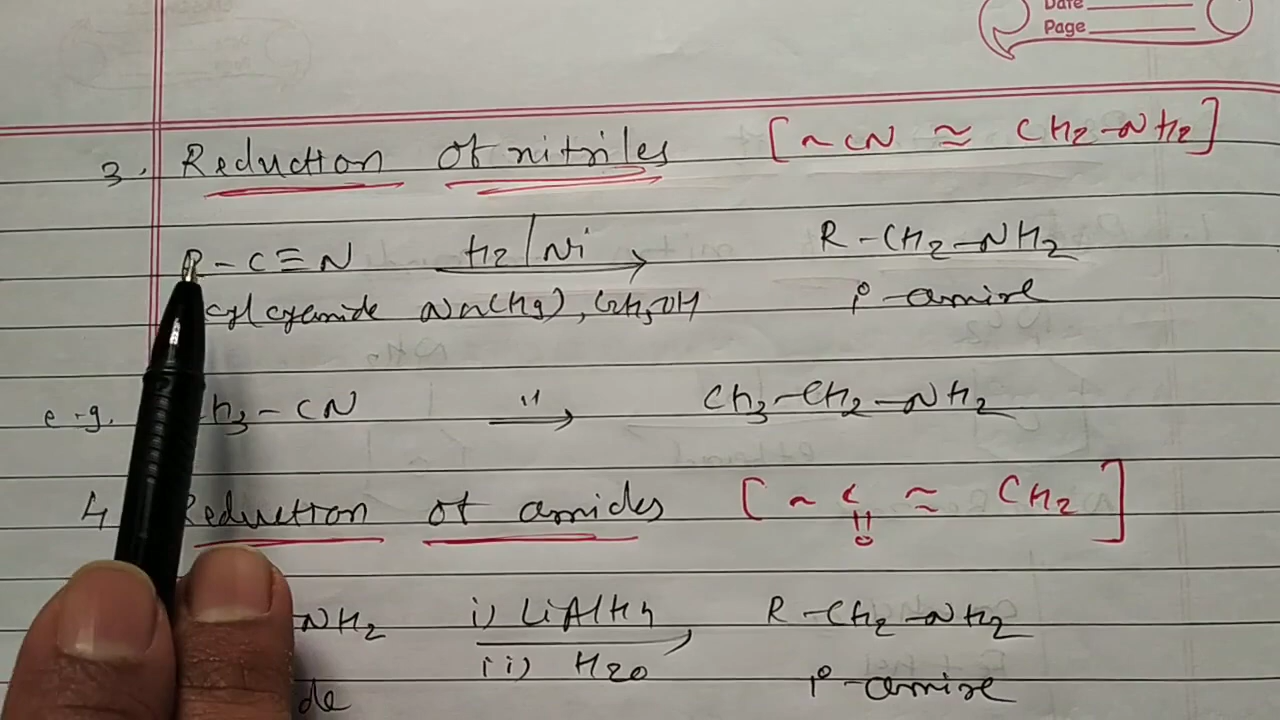 Date
Page
3. Reduction of nitriles [~CN ≈ CH2-NH2]
R-C≡N H2/Ni R-CH2-NH2
cyanide Na(Hg), C2H5OH 1°-amine
e.g. H3-CN " CH3-CH2-NH2
4 Reduction of amides [~C=O ≈ CH2]
NH2 i) LiAlH4 R-CH2-NH2
ii) H2O
de 1°-amine